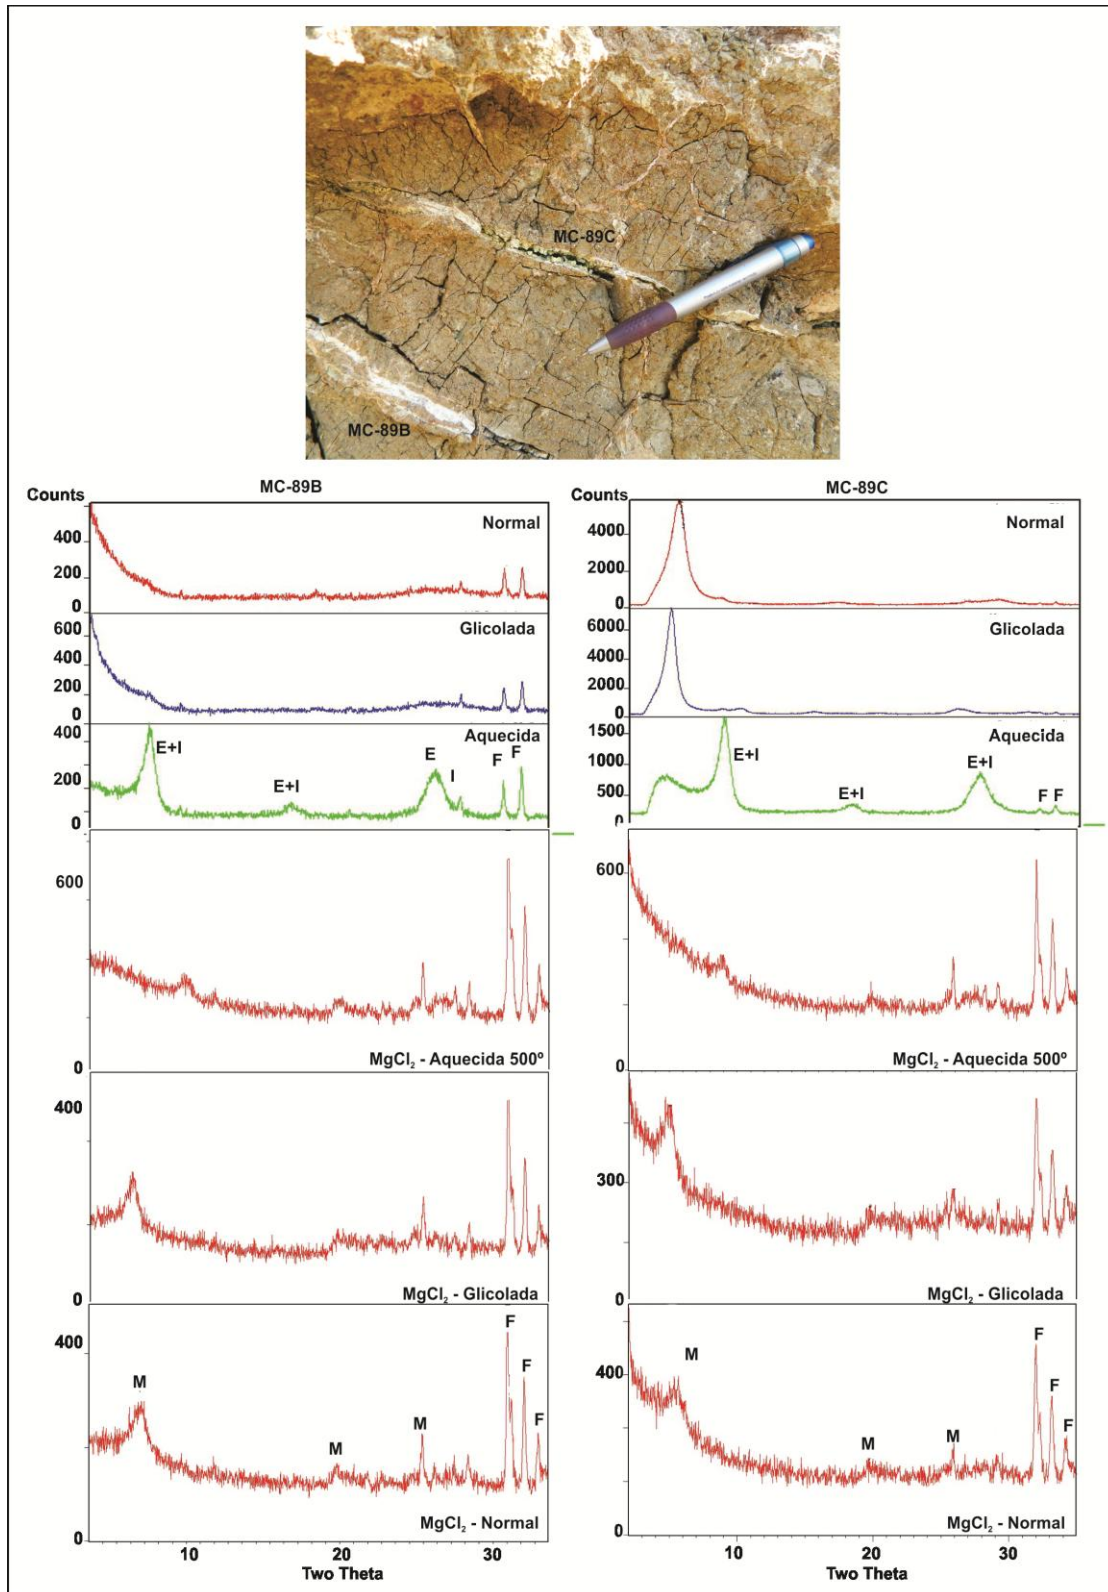 MC-89C
MC-89B
MC-89B
Counts
Normal
400
200
0
Glicolada
600
400
200
0
Aquecida
400
200
0
E+I
E+I
E
I
F
F
600
0
MgCl₂ - Aquecida 500º
400
0
MgCl₂ - Glicolada
400
0
M
M
M
F
F
F
MgCl₂ - Normal
10
20
30
Two Theta
MC-89C
Counts
Normal
4000
2000
0
Glicolada
6000
4000
2000
0
Aquecida
1500
1000
500
0
E+I
E+I
E+I
F F
600
0
MgCl₂ - Aquecida 500º
300
0
MgCl₂ - Glicolada
400
0
M
M
M
F
F
F
MgCl₂ - Normal
10
20
30
Two Theta